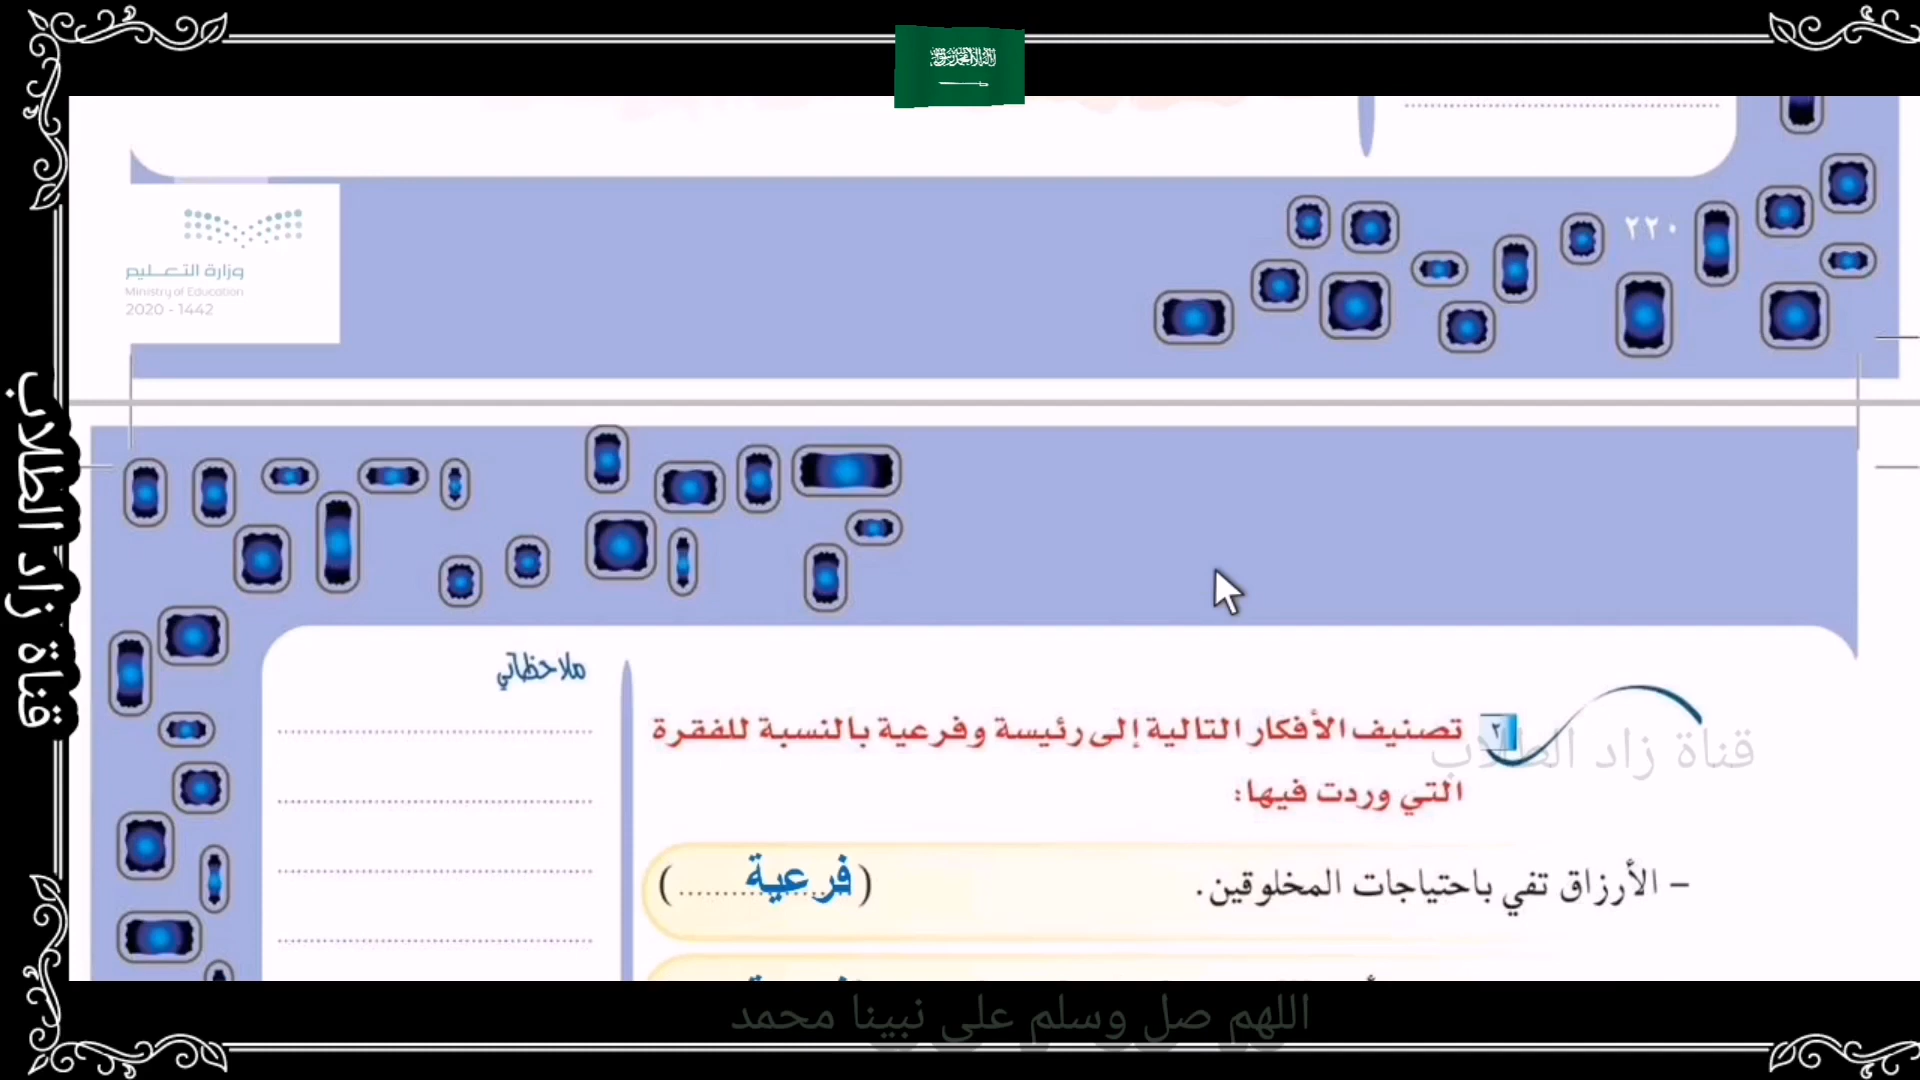 ٢٢٠
وزارة التعليم
Ministry of Education
2020 - 1442
قناة زاد الطلاب
ملاحظاتي
٢ تصنيف الأفكار التالية إلى رئيسة وفرعية بالنسبة للفقرة
التي وردت فيها:
قناة زاد الطلاب
– الأرزاق تفي باحتياجات المخلوقين. (فرعية)
اللهم صل وسلم على نبينا محمد